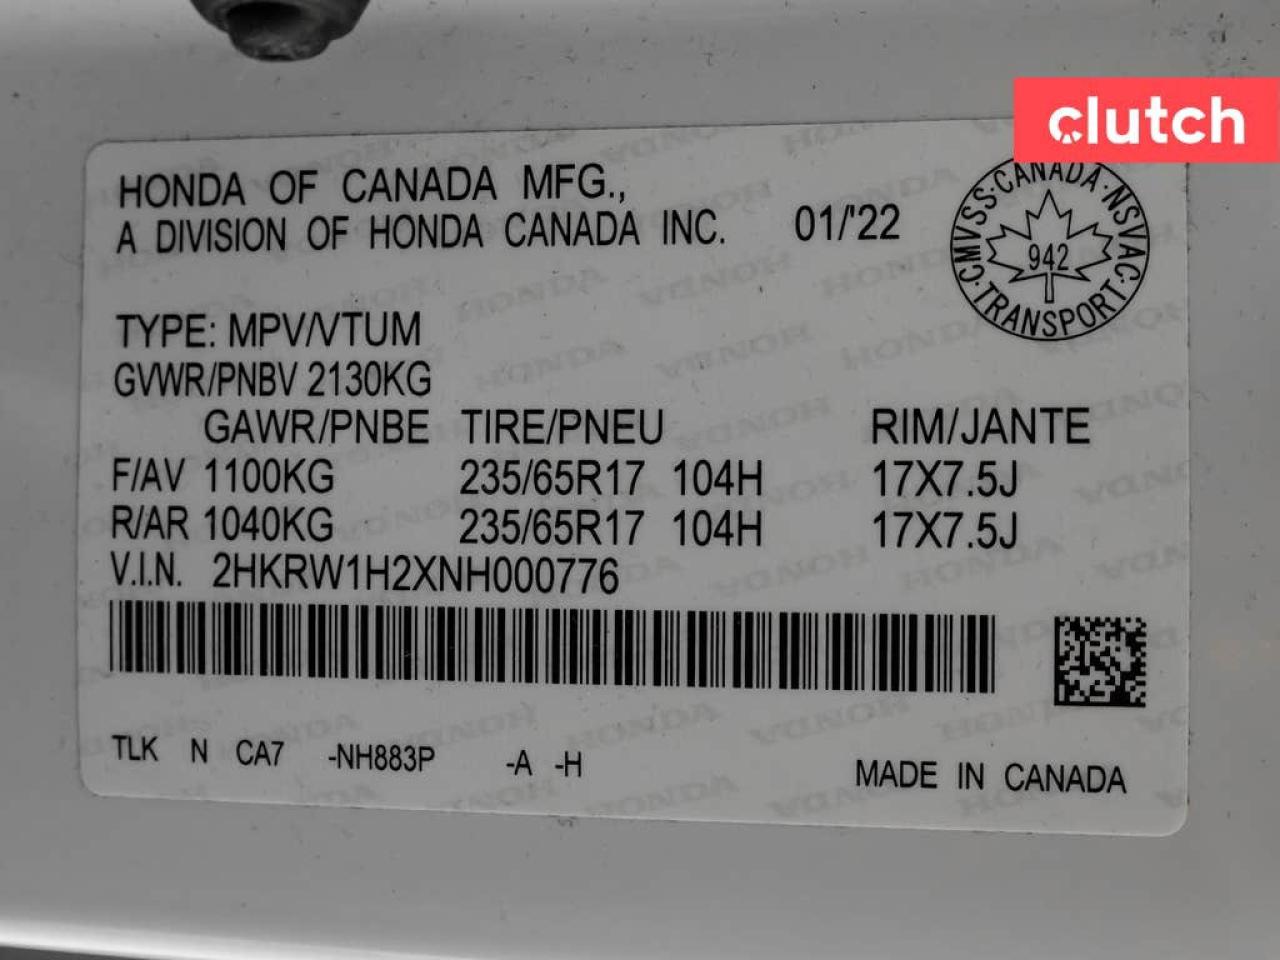 clutch
HONDA OF CANADA MFG.,
A DIVISION OF HONDA CANADA INC. 01/'22
CMVSS·CANADA·NSVAC·TRANSPORT·
942
TYPE: MPV/VTUM
GVWR/PNBV 2130KG
GAWR/PNBE TIRE/PNEU RIM/JANTE
F/AV 1100KG 235/65R17 104H 17X7.5J
R/AR 1040KG 235/65R17 104H 17X7.5J
V.I.N. 2HKRW1H2XNH000776
TLK N CA7 -NH883P -A -H
MADE IN CANADA